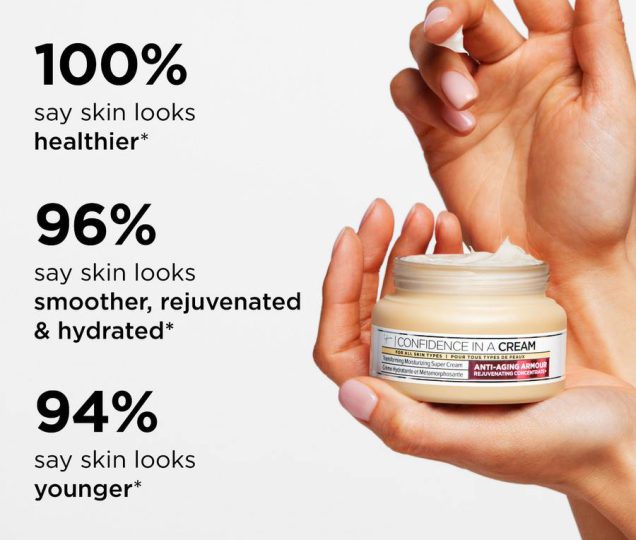 100%
say skin looks
healthier*
96%
say skin looks
smoother, rejuvenated
& hydrated*
94%
say skin looks
younger*
CONFIDENCE IN A CREAM
FOR ALL SKIN TYPES | POUR TOUS TYPES DE PEAUX
Transforming Moisturizing Super Cream
Crème Hydratante et Métamorphosante
ANTI-AGING ARMOUR
REJUVENATING CONCENTRATE